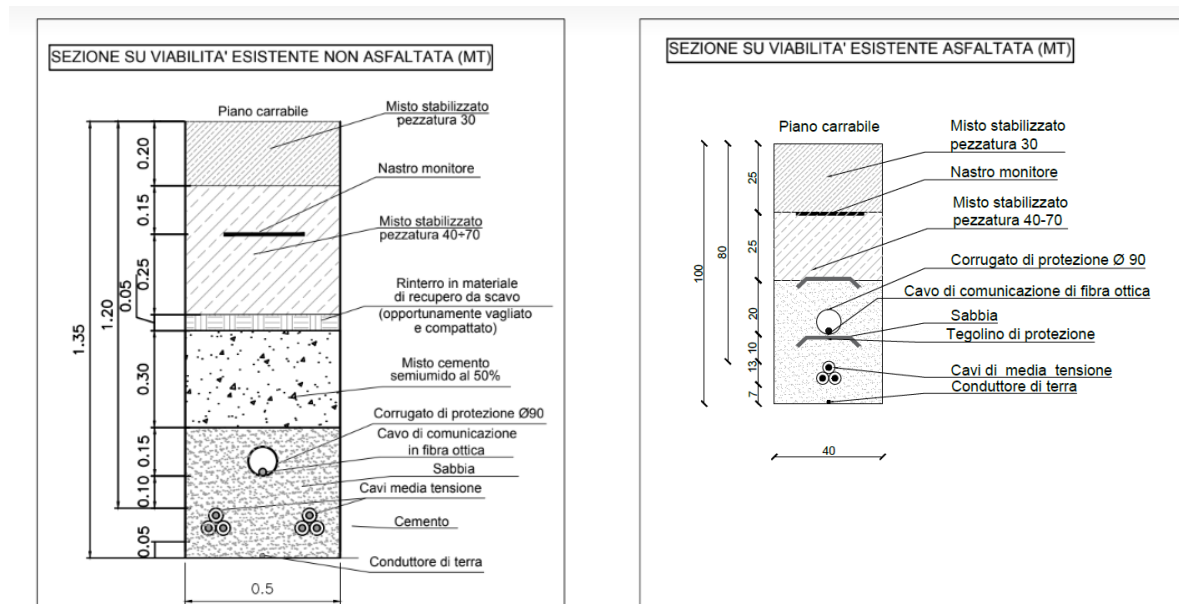 SEZIONE SU VIABILITA' ESISTENTE NON ASFALTATA (MT)
Piano carrabile
Misto stabilizzato
pezzatura 30
Nastro monitore
Misto stabilizzato
pezzatura 40÷70
Rinterro in materiale
di recupero da scavo
(opportunamente vagliato
e compattato)
Misto cemento
semiumido al 50%
Corrugato di protezione Ø90
Cavo di comunicazione
in fibra ottica
Sabbia
Cavi media tensione
Cemento
Conduttore di terra
0.20
0.15
0.25
0.05
0.30
0.15
0.10
0.05
1.20
1.35
0.5
SEZIONE SU VIABILITA' ESISTENTE ASFALTATA (MT)
Piano carrabile
Misto stabilizzato
pezzatura 30
Nastro monitore
Misto stabilizzato
pezzatura 40-70
Corrugato di protezione Ø 90
Cavo di comunicazione di fibra ottica
Sabbia
Tegolino di protezione
Cavi di media tensione
Conduttore di terra
25
25
20
10
13
7
80
100
40